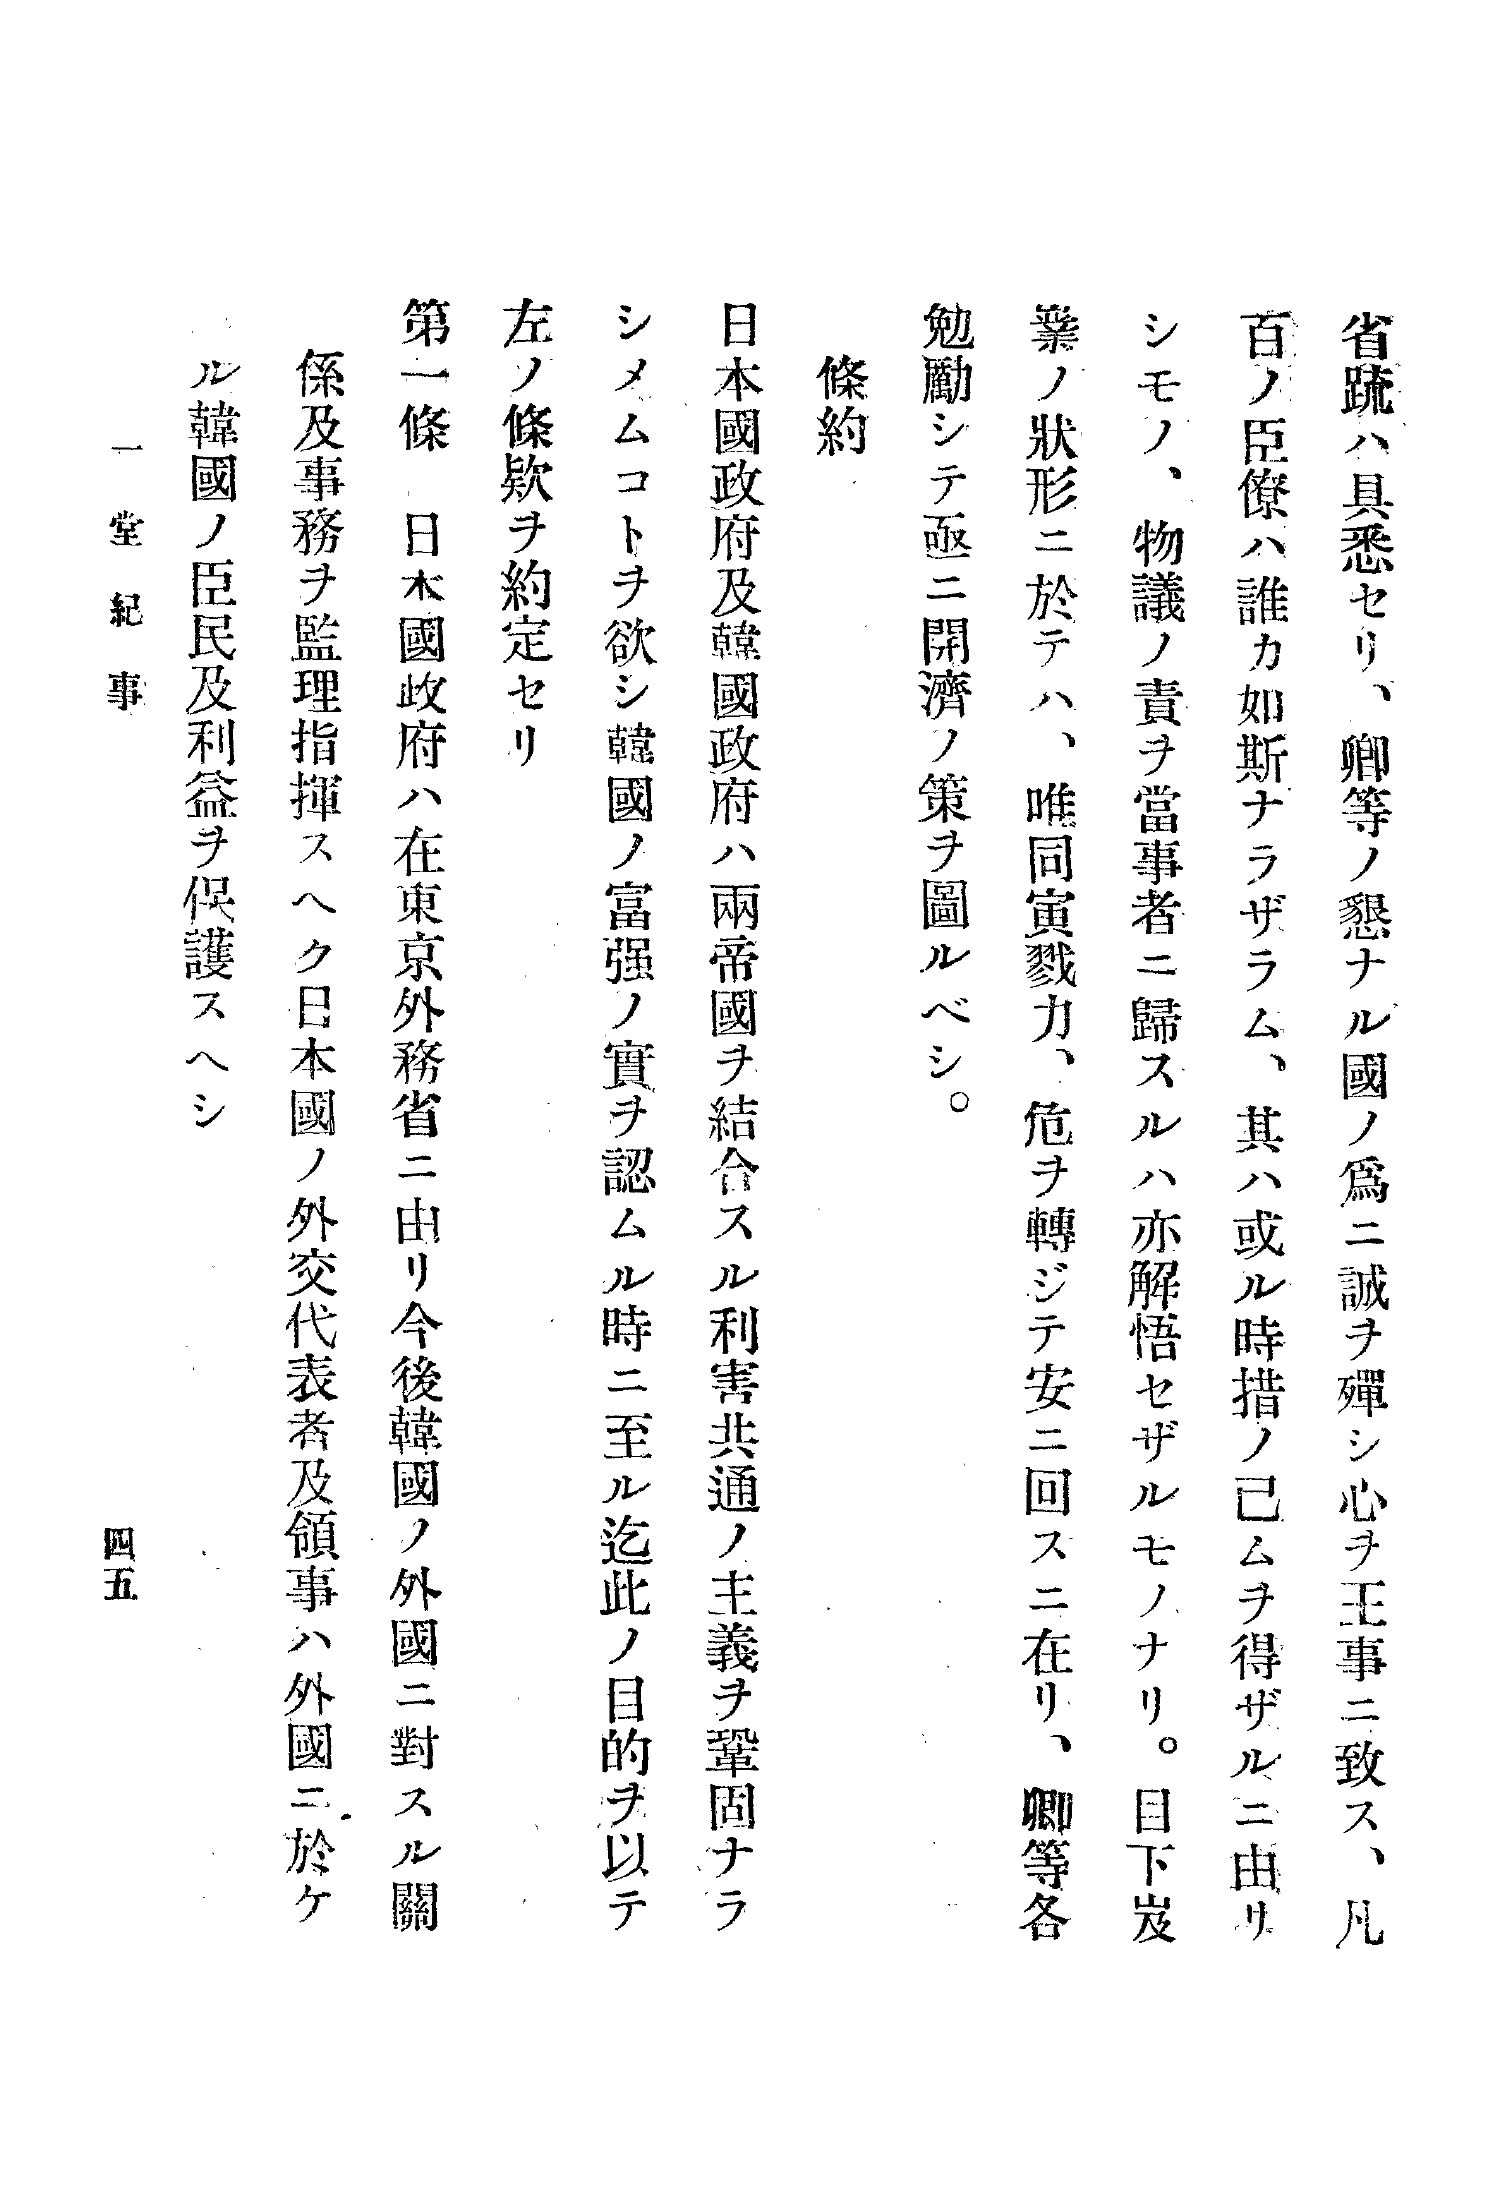 省䟽ハ具悉セリ、卿等ノ懇ナル國ノ爲ニ誠ヲ殫シ心ヲ王事ニ致ス、凡
百ノ臣僚ハ誰カ如斯ナラザラム、其ハ或ル時措ノ已ムヲ得ザルニ由リ
シモノ、物議ノ責ヲ當事者ニ歸スルハ亦解悟セザルモノナリ。目下岌
業ノ狀形ニ於テハ、唯同寅戮力、危ヲ轉ジテ安ニ回スニ在リ、卿等各
勉勵シテ亟ニ開濟ノ策ヲ圖ルベシ。
條約
日本國政府及韓國政府ハ兩帝國ヲ結合スル利害共通ノ主義ヲ鞏固ナラ
シメムコトヲ欲シ韓國ノ富强ノ實ヲ認ムル時ニ至ル迄此ノ目的ヲ以テ
左ノ條欵ヲ約定セリ
第一條　日本國政府ハ在東京外務省ニ由リ今後韓國ノ外國ニ對スル關
係及事務ヲ監理指揮スヘク日本國ノ外交代表者及領事ハ外國ニ於ケ
ル韓國ノ臣民及利益ヲ保護スヘシ
一堂紀事
四五